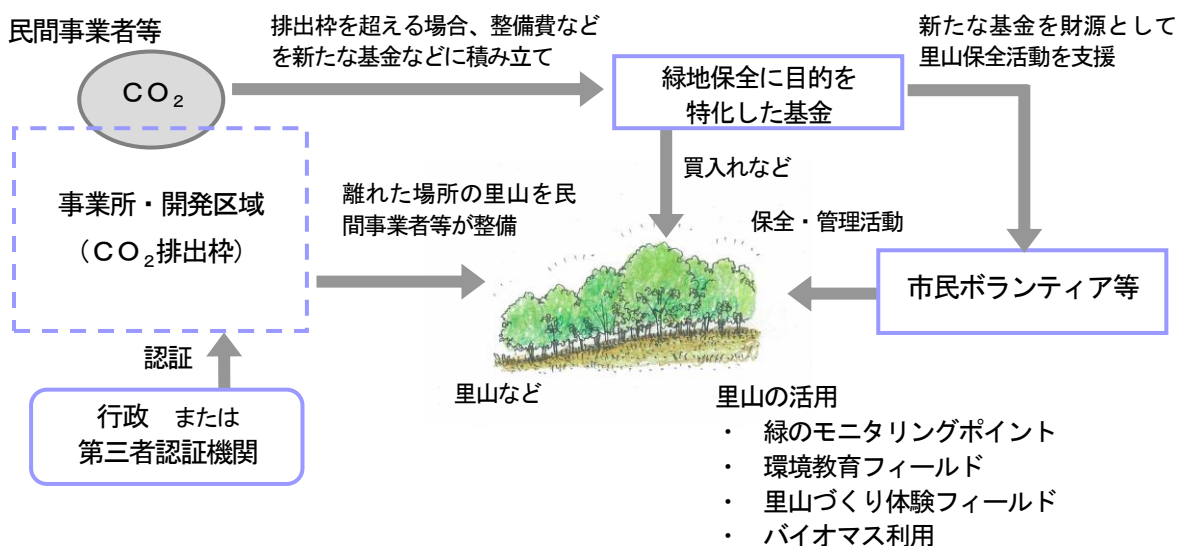 民間事業者等
排出枠を超える場合、整備費など
を新たな基金などに積み立て
新たな基金を財源として
里山保全活動を支援
ＣＯ₂
緑地保全に目的を
特化した基金
買入れなど
事業所・開発区域
（ＣＯ₂排出枠）
離れた場所の里山を民
間事業者等が整備
保全・管理活動
市民ボランティア等
認証
行政　または
第三者認証機関
里山など
里山の活用
・　緑のモニタリングポイント
・　環境教育フィールド
・　里山づくり体験フィールド
・　バイオマス利用